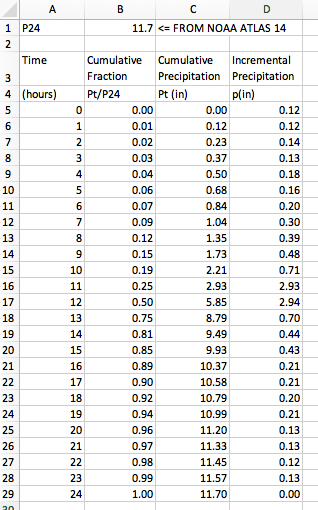 A B C D
1 P24 11.7 <= FROM NOAA ATLAS 14
2
Time Cumulative Cumulative Incremental
3 Fraction Precipitation Precipitation
4 (hours) Pt/P24 Pt (in) p(in)
5 0 0.00 0.00 0.12
6 1 0.01 0.12 0.12
7 2 0.02 0.23 0.14
8 3 0.03 0.37 0.13
9 4 0.04 0.50 0.18
10 5 0.06 0.68 0.16
11 6 0.07 0.84 0.20
12 7 0.09 1.04 0.30
13 8 0.12 1.35 0.39
14 9 0.15 1.73 0.48
15 10 0.19 2.21 0.71
16 11 0.25 2.93 2.93
17 12 0.50 5.85 2.94
18 13 0.75 8.79 0.70
19 14 0.81 9.49 0.44
20 15 0.85 9.93 0.43
21 16 0.89 10.37 0.21
22 17 0.90 10.58 0.21
23 18 0.92 10.79 0.20
24 19 0.94 10.99 0.21
25 20 0.96 11.20 0.13
26 21 0.97 11.33 0.13
27 22 0.98 11.45 0.12
28 23 0.99 11.57 0.13
29 24 1.00 11.70 0.00